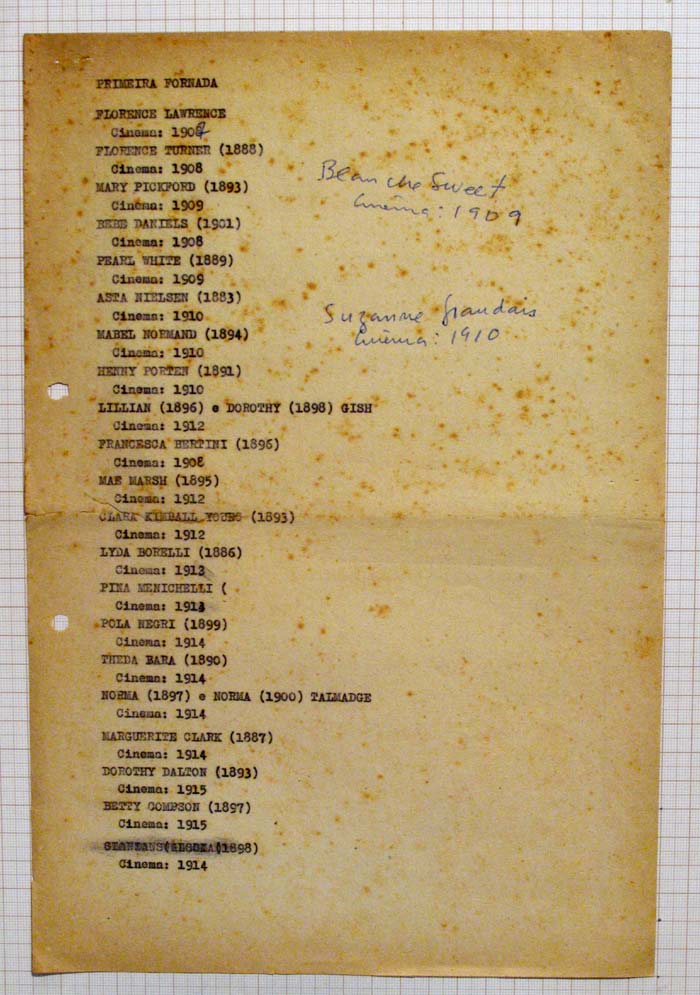 PRIMEIRA FORNADA
FLORENCE LAWRENCE
Cinema: 1907
FLORENCE TURNER (1888)
Cinema: 1908
MARY PICKFORD (1893)
Cinema: 1909
BEBE DANIELS (1901)
Cinema: 1908
PEARL WHITE (1889)
Cinema: 1909
ASTA NIELSEN (1883)
Cinema: 1910
MABEL NORMAND (1894)
Cinema: 1910
HENNY PORTEN (1891)
Cinema: 1910
LILLIAN (1896) e DOROTHY (1898) GISH
Cinema: 1912
FRANCESCA BERTINI (1896)
Cinema: 1908
MAE MARSH (1895)
Cinema: 1912
CLARK KIMBALL YOUNG (1893)
Cinema: 1912
LYDA BORELLI (1886)
Cinema: 1913
PINA MENICHELLI (
Cinema: 1913
POLA NEGRI (1899)
Cinema: 1914
THEDA BARA (1890)
Cinema: 1914
NORMA (1897) e NORMA (1900) TALMADGE
Cinema: 1914
MARGUERITE CLARK (1887)
Cinema: 1914
DOROTHY DALTON (1893)
Cinema: 1915
BETTY COMPSON (1897)
Cinema: 1915
1898)
Cinema: 1914
Blanche Sweet
Cinema: 1909
Suzanne Grandais
Cinema: 1910